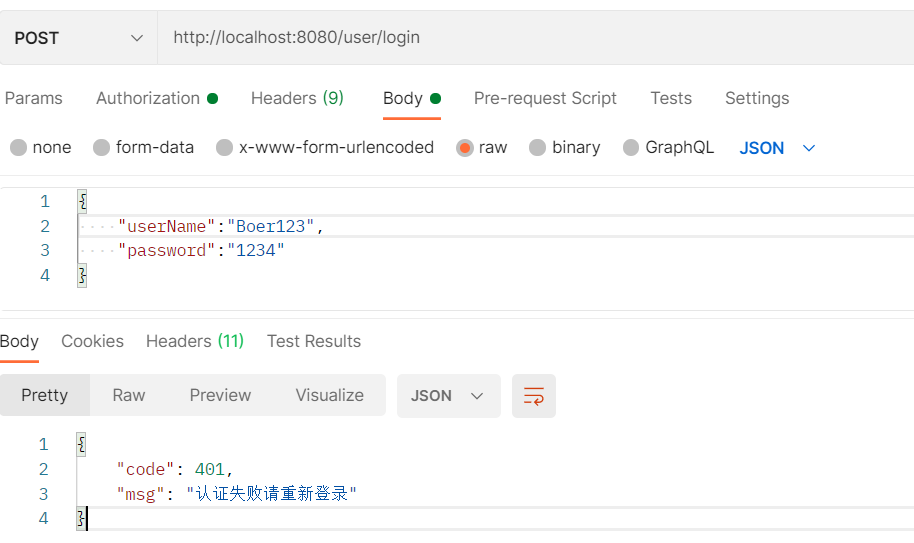 POST http://localhost:8080/user/login
Params Authorization Headers (9) Body Pre-request Script Tests Settings
none form-data x-www-form-urlencoded raw binary GraphQL JSON
1 {
2 "userName":"Boer123",
3 "password":"1234"
4 }
Body Cookies Headers (11) Test Results
Pretty Raw Preview Visualize JSON
1 {
2 "code": 401,
3 "msg": "认证失败请重新登录"
4 }